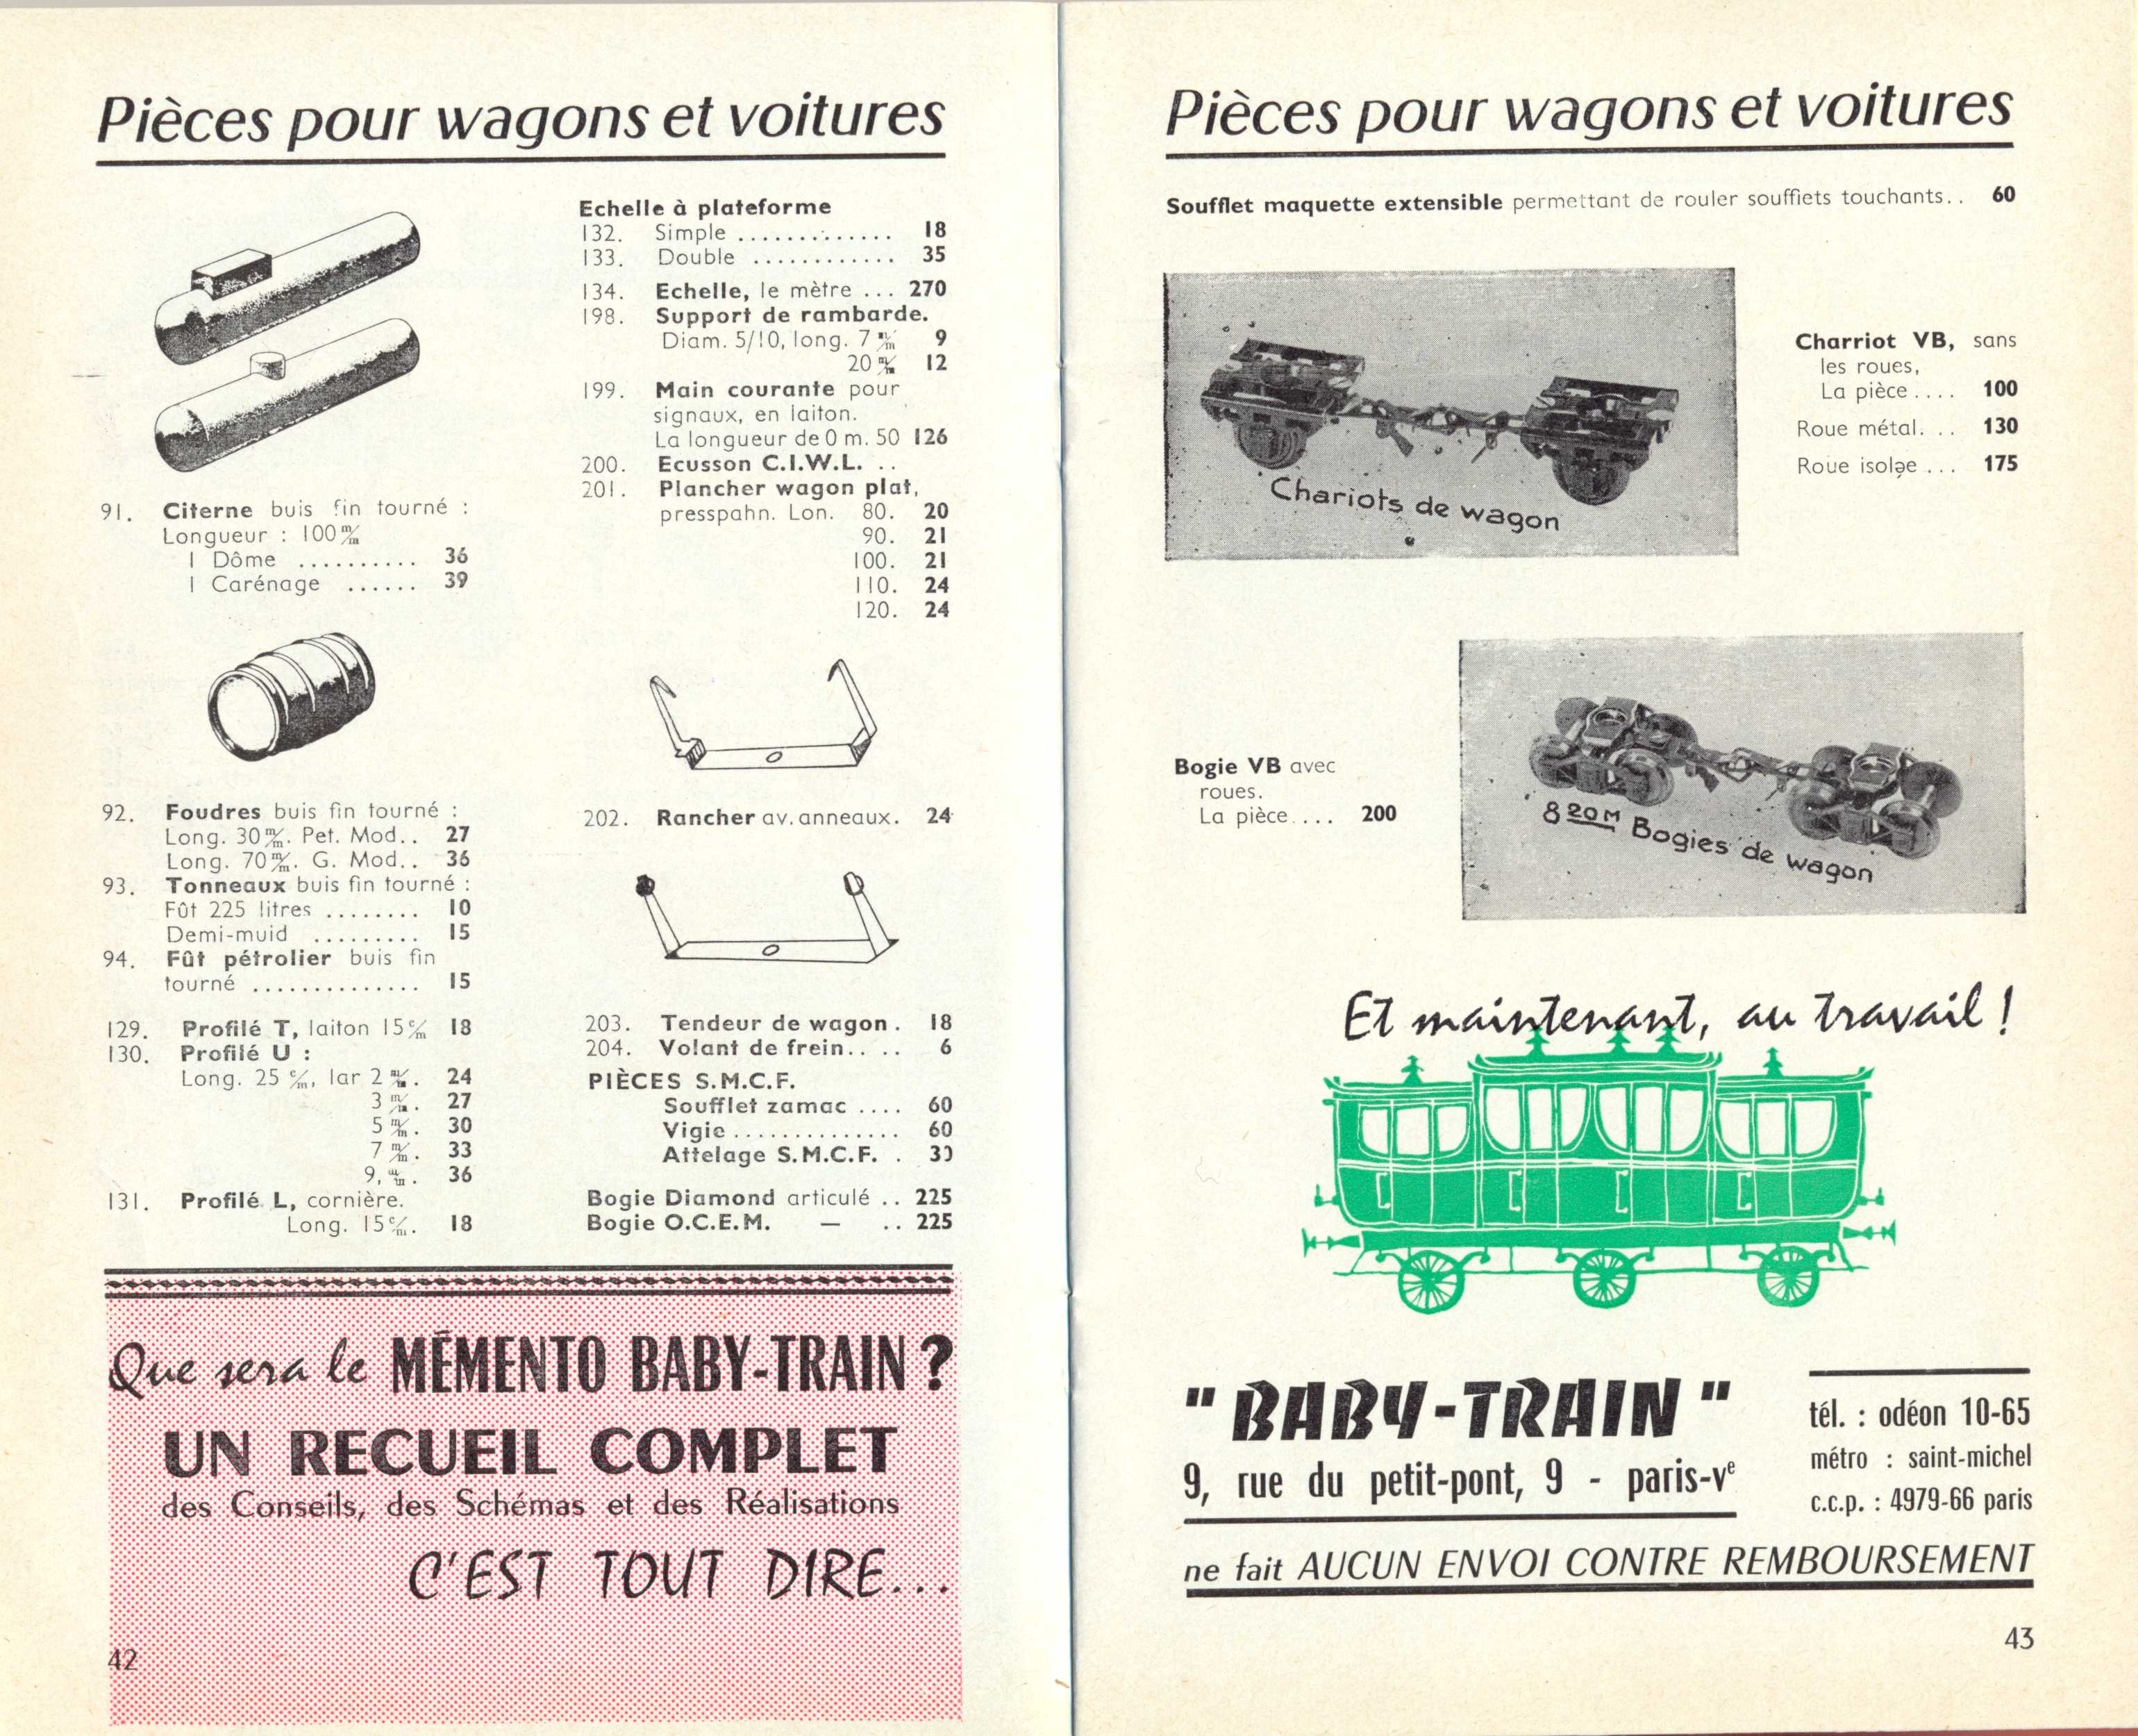 Pièces pour wagons et voitures
91. Citerne buis fin tourné :
Longueur : 100 m/m
1 Dôme .......... 36
1 Carénage ...... 39
92. Foudres buis fin tourné :
Long. 30 m/m. Pet. Mod.. 27
Long. 70 m/m. G. Mod.. 36
93. Tonneaux buis fin tourné :
Fût 225 litres ........ 10
Demi-muid ......... 15
94. Fût pétrolier buis fin
tourné .............. 15
129. Profilé T, laiton 15 c/m 18
130. Profilé U :
Long. 25 c/m, lar 2 m/m. 24
3 m/m. 27
5 m/m. 30
7 m/m. 33
9, m/m. 36
131. Profilé L, cornière.
Long. 15 c/m. 18
Echelle à plateforme
132. Simple ............. 18
133. Double ............ 35
134. Echelle, le mètre ... 270
198. Support de rambarde.
Diam. 5/10, long. 7 m/m 9
20 m/m 12
199. Main courante pour
signaux, en laiton.
La longueur de 0 m. 50 126
200. Ecusson C.I.W.L. ..
201. Plancher wagon plat,
presspahn. Lon. 80. 20
90. 21
100. 21
110. 24
120. 24
202. Rancher av. anneaux. 24
203. Tendeur de wagon . 18
204. Volant de frein.. .. 6
PIÈCES S.M.C.F.
Soufflet zamac .... 60
Vigie.............. 60
Attelage S.M.C.F. . 30
Bogie Diamond articulé .. 225
Bogie O.C.E.M. — .. 225
Que sera le MÉMENTO BABY-TRAIN ?
UN RECUEIL COMPLET
des Conseils, des Schémas et des Réalisations
C'EST TOUT DIRE...
42
Pièces pour wagons et voitures
Soufflet maquette extensible permettant de rouler soufflets touchants.. 60
Chariots de wagon
Charriot VB, sans
les roues,
La pièce .... 100
Roue métal. .. 130
Roue isolée ... 175
Bogie VB avec
roues.
La pièce.... 200
8 20M Bogies de wagon
Et maintenant, au travail !
"BABY-TRAIN"
9, rue du petit-pont, 9 - paris-vᵉ
tél. : odéon 10-65
métro : saint-michel
c.c.p. : 4979-66 paris
ne fait AUCUN ENVOI CONTRE REMBOURSEMENT
43